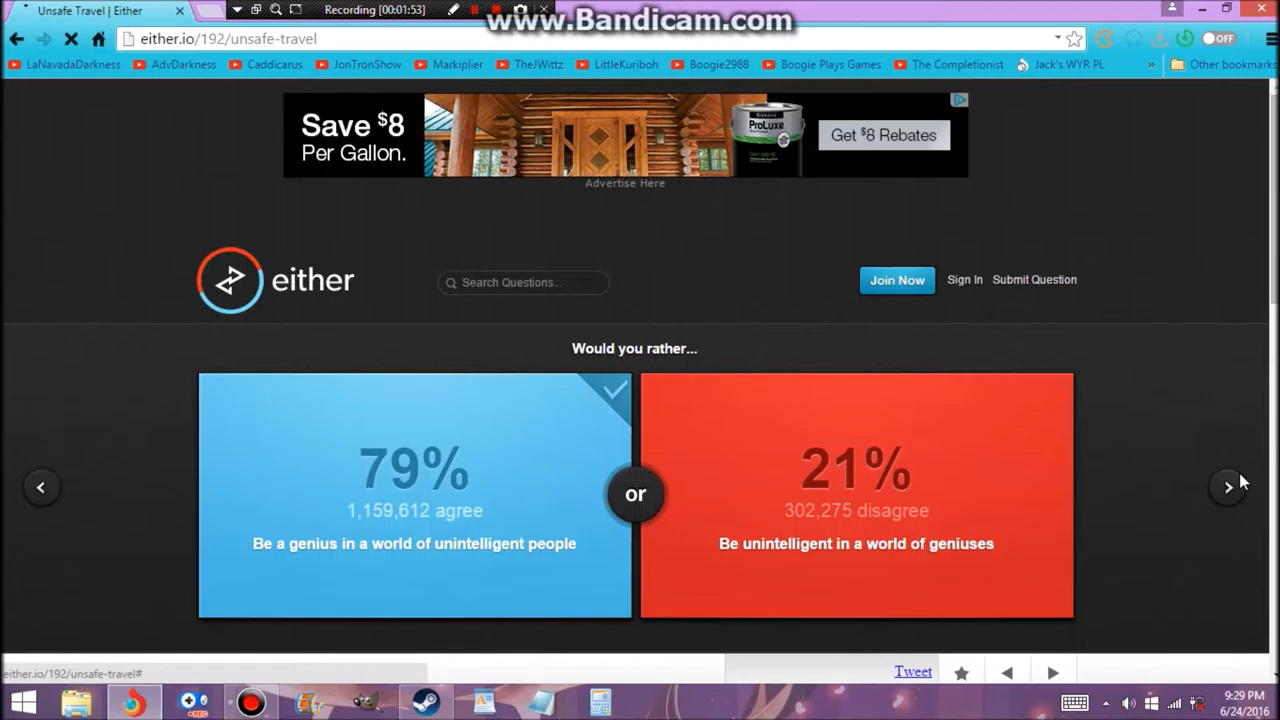 www.Bandicam.com
Unsafe Travel | Either
Recording [00:01:53]
either.io/192/unsafe-travel
OFF
LaNavadaDarkness
AdvDarkness
Caddicarus
JonTronShow
Markiplier
TheJWittz
LittleKuriboh
Boogie2988
Boogie Plays Games
The Completionist
Jack's WYR PL
»
Other bookmarks
Save $8
Per Gallon.
PROLUXE
Get $8 Rebates
Advertise Here
either
Search Questions...
Join Now
Sign In
Submit Question
Would you rather...
79%
1,159,612 agree
Be a genius in a world of unintelligent people
or
21%
302,275 disagree
Be unintelligent in a world of geniuses
Tweet
either.io/192/unsafe-travel#
REC
9:29 PM
6/24/2016